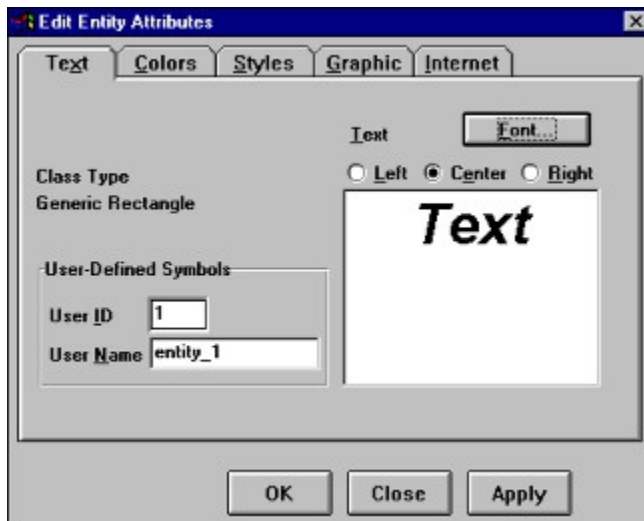 Edit Entity Attributes
Text Colors Styles Graphic Internet
Text Font...
Left Center Right
Class Type
Generic Rectangle
Text
User-Defined Symbols
User ID 1
User Name entity_1
OK Close Apply